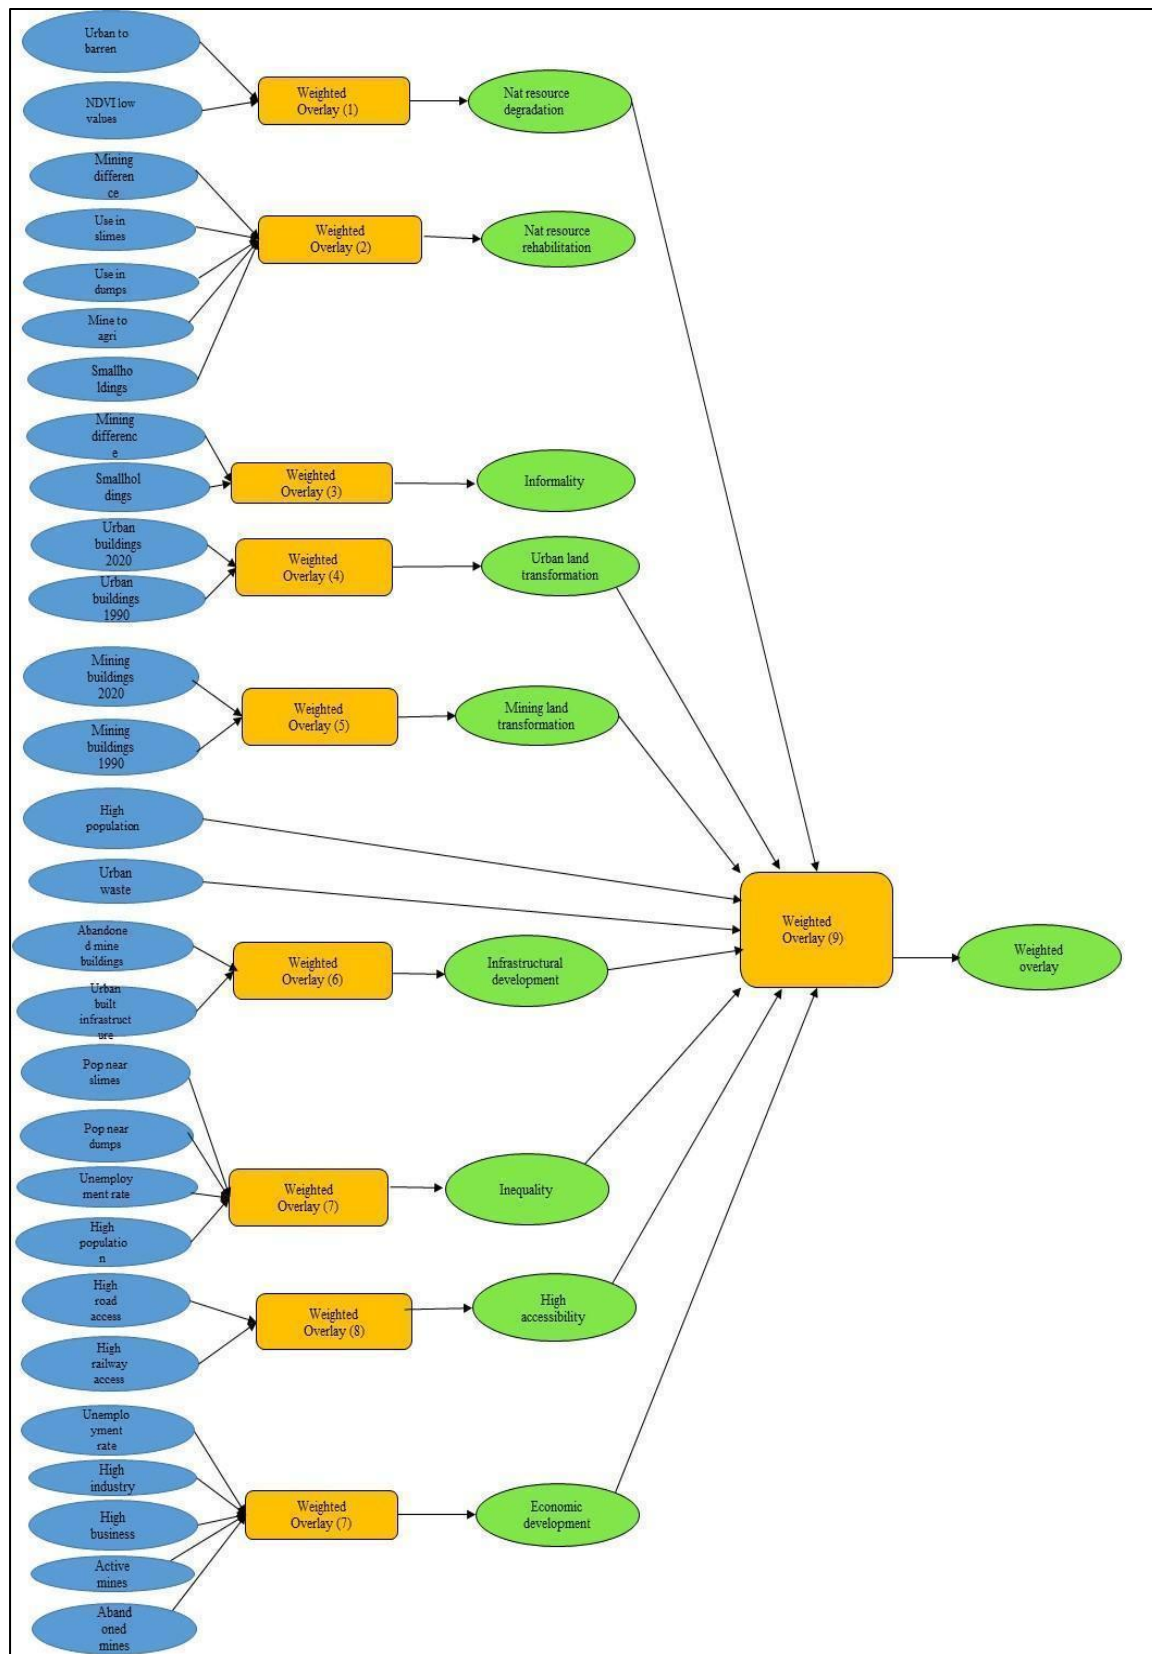 Urban to
barren
NDVI low
values
Weighted
Overlay (1)
Nat resource
degradation
Mining
differen
ce
Use in
slimes
Use in
dumps
Mine to
agri
Smallho
ldings
Weighted
Overlay (2)
Nat resource
rehabilitation
Mining
differenc
e
Smallhol
dings
Weighted
Overlay (3)
Informality
Urban
buildings
2020
Urban
buildings
1990
Weighted
Overlay (4)
Urban land
transformation
Mining
buildings
2020
Mining
buildings
1990
Weighted
Overlay (5)
Mining land
transformation
High
population
Urban
waste
Abandone
d mine
buildings
Urban
built
infrastruct
ure
Weighted
Overlay (6)
Infrastructural
development
Weighted
Overlay (9)
Weighted
overlay
Pop near
slimes
Pop near
dumps
Unemploy
ment rate
High
populatio
n
Weighted
Overlay (7)
Inequality
High
road
access
High
railway
access
Weighted
Overlay (8)
High
accessibility
Unemplo
yment
rate
High
industry
High
business
Active
mines
Aband
oned
mines
Weighted
Overlay (7)
Economic
development